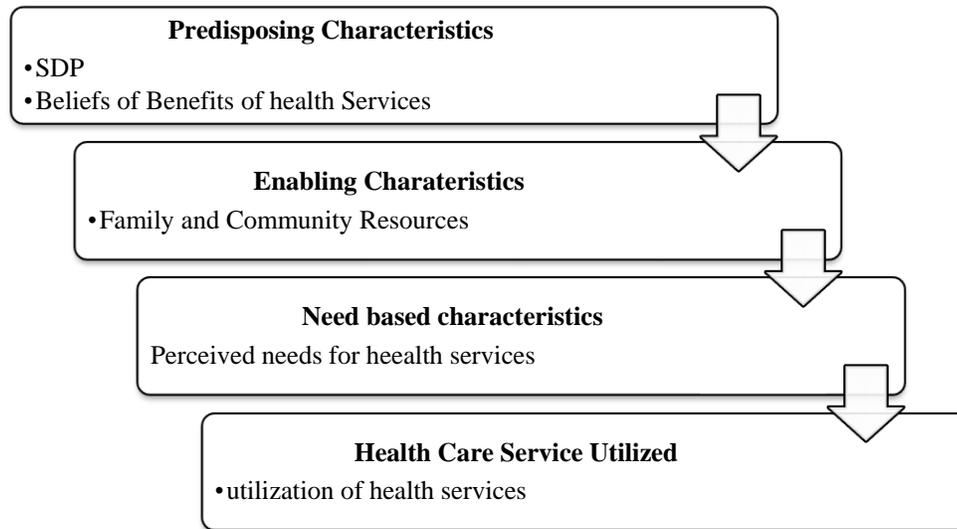 Predisposing Characteristics
•SDP
•Beliefs of Benefits of health Services
Enabling Charateristics
•Family and Community Resources
Need based characteristics
Perceived needs for heealth services
Health Care Service Utilized
•utilization of health services